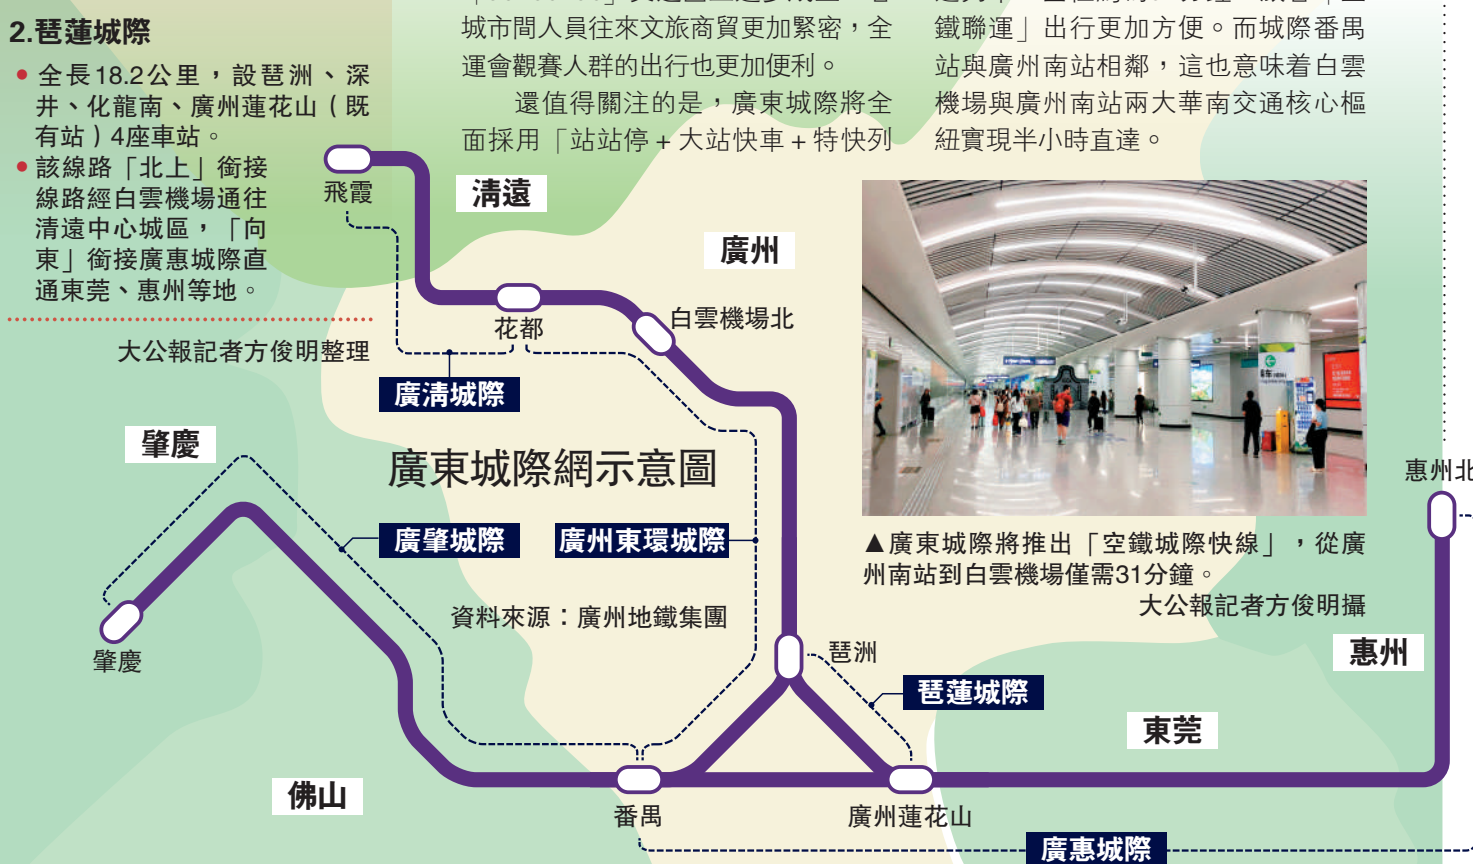 2.琶蓮城際
●全長18.2公里，設琶洲、深
井、化龍南、廣州蓮花山（既
有站）4座車站。
●該線路「北上」銜接
線路經白雲機場通往
清遠中心城區，「向
東」銜接廣惠城際直
通東莞、惠州等地。
大公報記者方俊明整理
城市間人員往來文旅商貿更加緊密，全
運會觀賽人群的出行也更加便利。
還值得關注的是，廣東城際將全
面採用「站站停+大站快車+特快列
鐵聯運」出行更加方便。而城際番禺
站與廣州南站相鄰，這也意味着白雲
機場與廣州南站兩大華南交通核心樞
紐實現半小時直達。
飛霞
清遠
廣州
花都
白雲機場北
廣清城際
肇慶
廣東城際網示意圖
廣肇城際
廣州東環城際
資料來源：廣州地鐵集團
▲廣東城際將推出「空鐵城際快線」，從廣
州南站到白雲機場僅需31分鐘。
大公報記者方俊明攝
惠州北
肇慶
琶洲
惠州
琶蓮城際
東莞
佛山
番禺
廣州蓮花山
廣惠城際